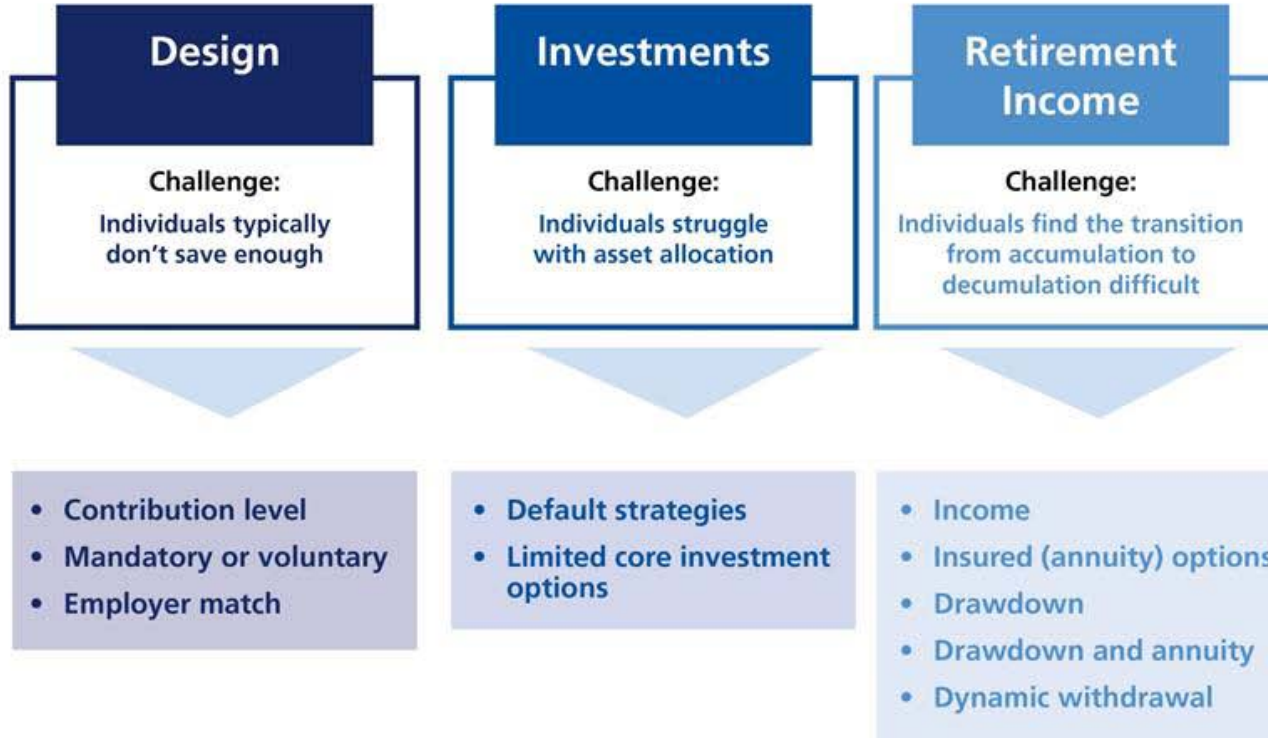 Design
Challenge:
Individuals typically
don't save enough
• Contribution level
• Mandatory or voluntary
• Employer match
Investments
Challenge:
Individuals struggle
with asset allocation
• Default strategies
• Limited core investment
options
Retirement
Income
Challenge:
Individuals find the transition
from accumulation to
decumulation difficult
• Income
• Insured (annuity) options
• Drawdown
• Drawdown and annuity
• Dynamic withdrawal